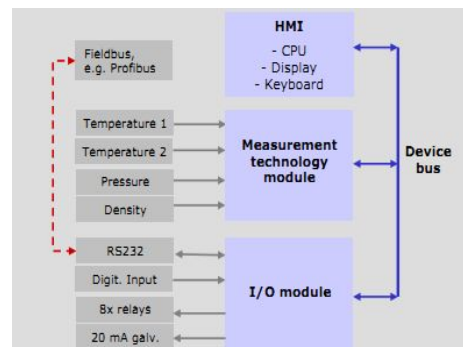 HMI
- CPU
- Display
- Keyboard
Fieldbus,
e.g. Profibus
Temperature 1
Temperature 2
Pressure
Density
Measurement
technology
module
Device
bus
RS232
Digit. Input
8x relays
20 mA galv.
I/O module